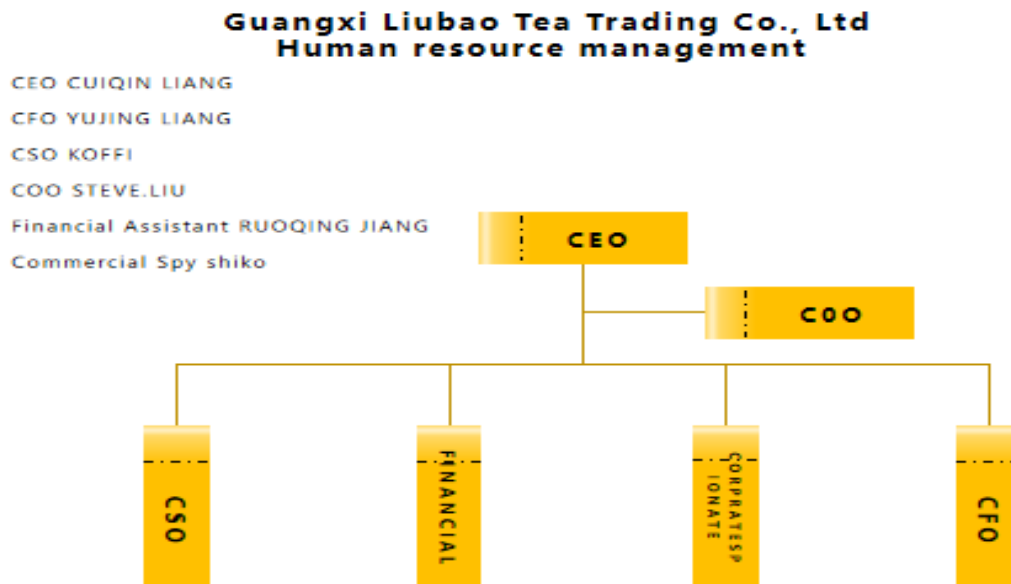 Guangxi Liubao Tea Trading Co., Ltd
Human resource management
CEO CUIQIN LIANG
CFO YUJING LIANG
CSO KOFFI
COO STEVE.LIU
Financial Assistant RUOQING JIANG
Commercial Spy shiko
CEO
C0O
CSO
FINANCIAL
CORPRATESP
IONATE
CFO